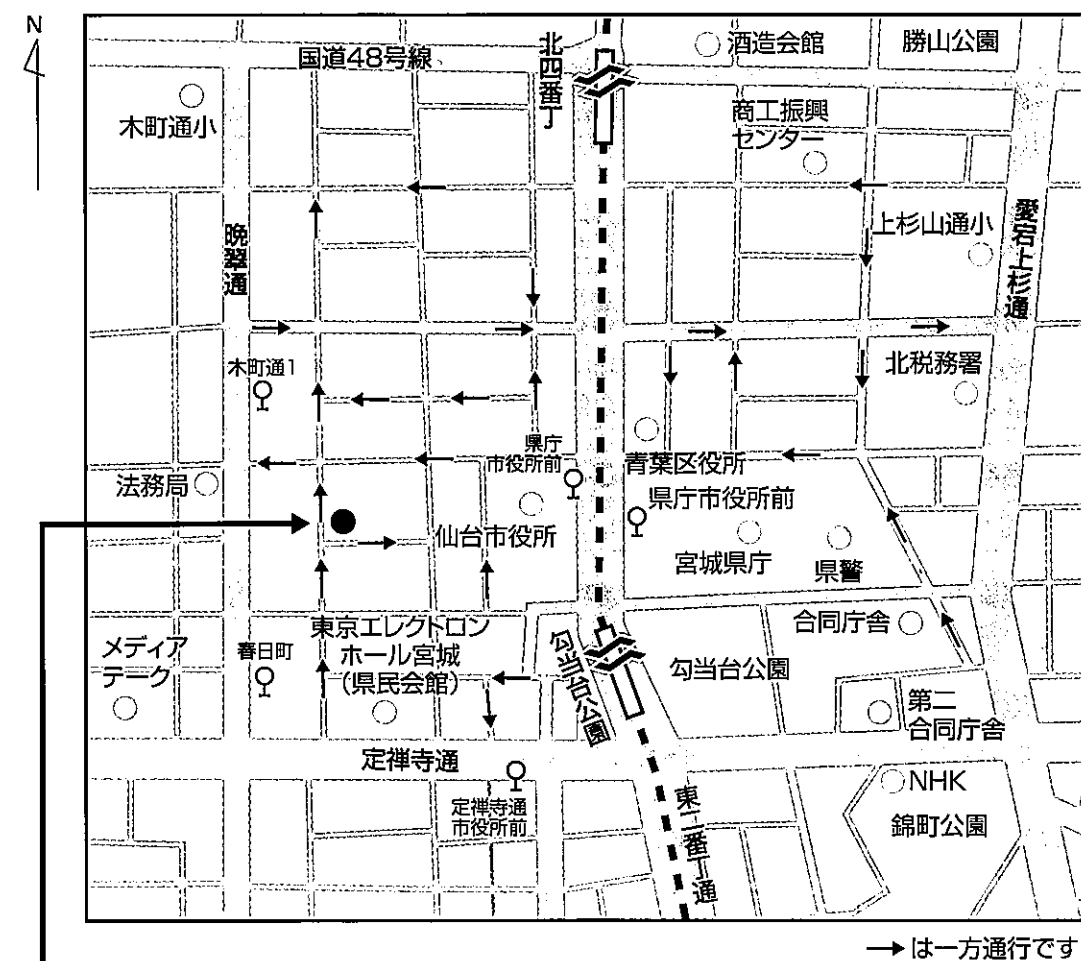 N
国道48号線
北四番丁
酒造会館
勝山公園
木町通小
商工振興
センター
晩翠通
上杉山通小
愛宕上杉通
木町通1
北税務署
県庁
市役所前
青葉区役所
法務局
県庁市役所前
仙台市役所
宮城県庁
県警
メディア
テーク
春日町
東京エレクトロン
ホール宮城
(県民会館)
勾当台公園
勾当台公園
合同庁舎
第二
合同庁舎
定禅寺通
定禅寺通
市役所前
東二番丁通
NHK
錦町公園
→は一方通行です